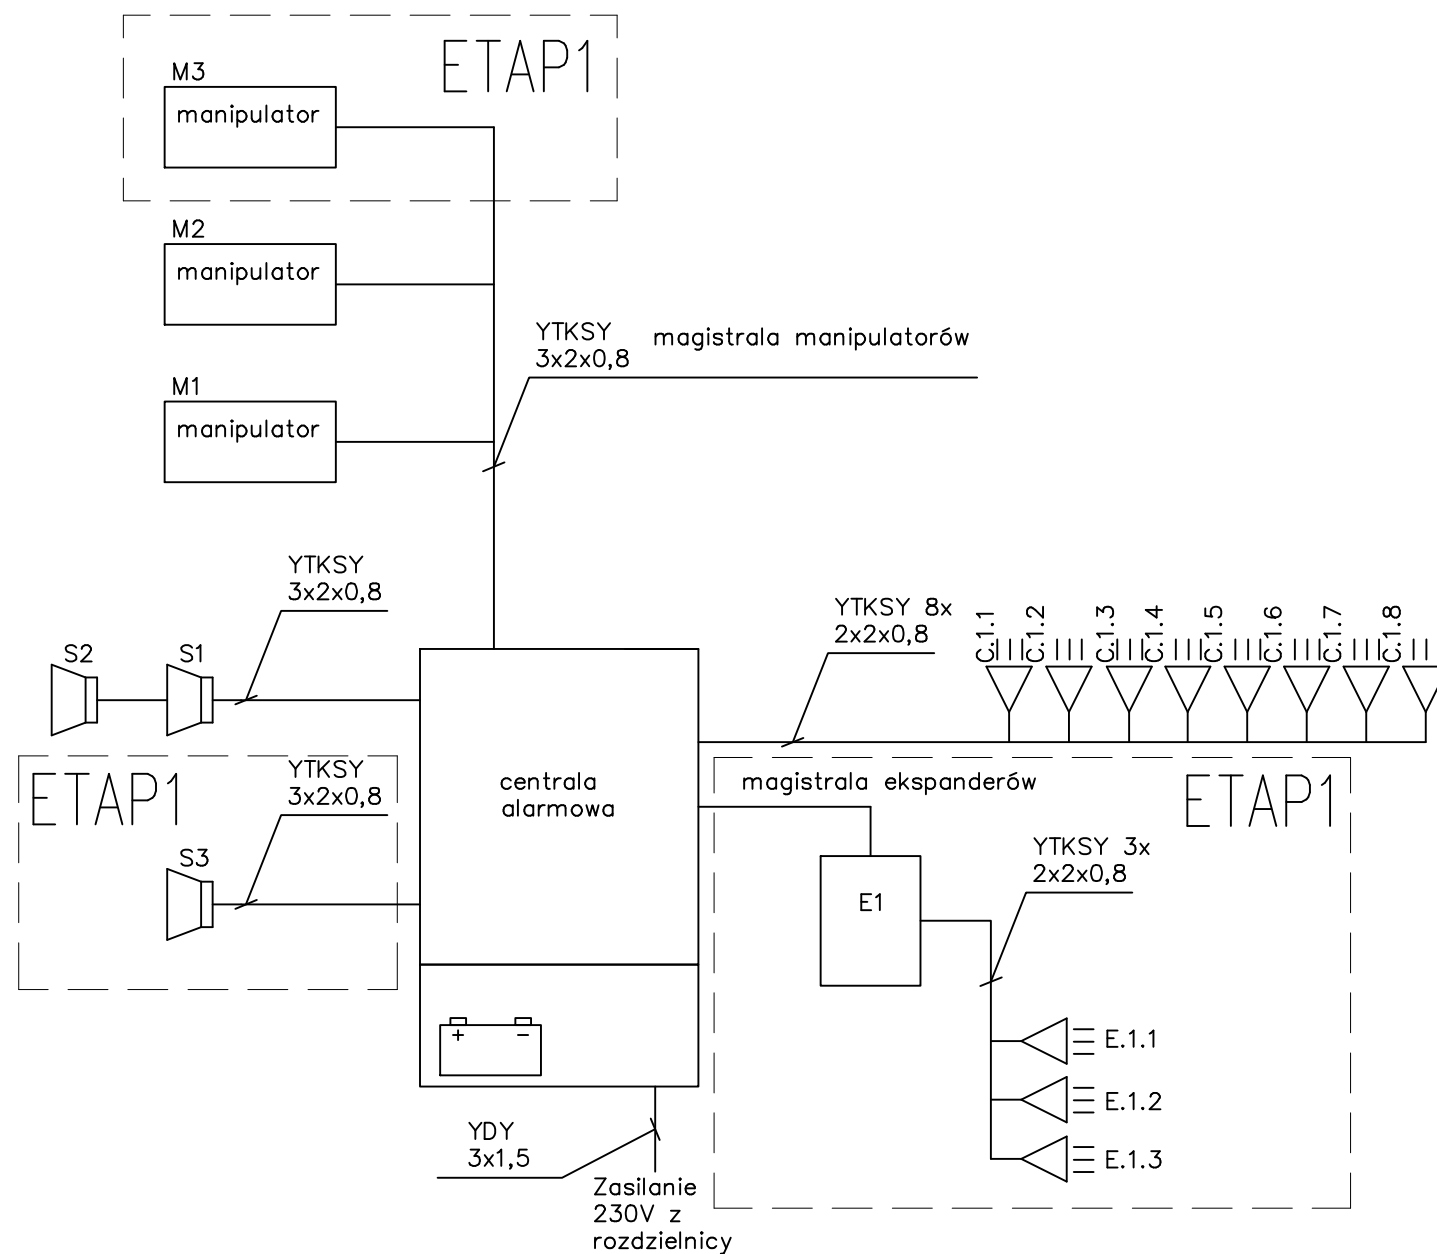 ETAP1
M3
manipulator
M2
manipulator
YTKSY
3x2x0,8
magistrala manipulatorów
M1
manipulator
YTKSY
3x2x0,8
S2
S1
YTKSY 8x
2x2x0,8
C.1.1
C.1.2
C.1.3
C.1.4
C.1.5
C.1.6
C.1.7
C.1.8
ETAP1
YTKSY
3x2x0,8
S3
centrala
alarmowa
magistrala ekspanderów
ETAP1
YTKSY 3x
2x2x0,8
E1
+ −
E.1.1
E.1.2
E.1.3
YDY
3x1,5
Zasilanie
230V z
rozdzielnicy